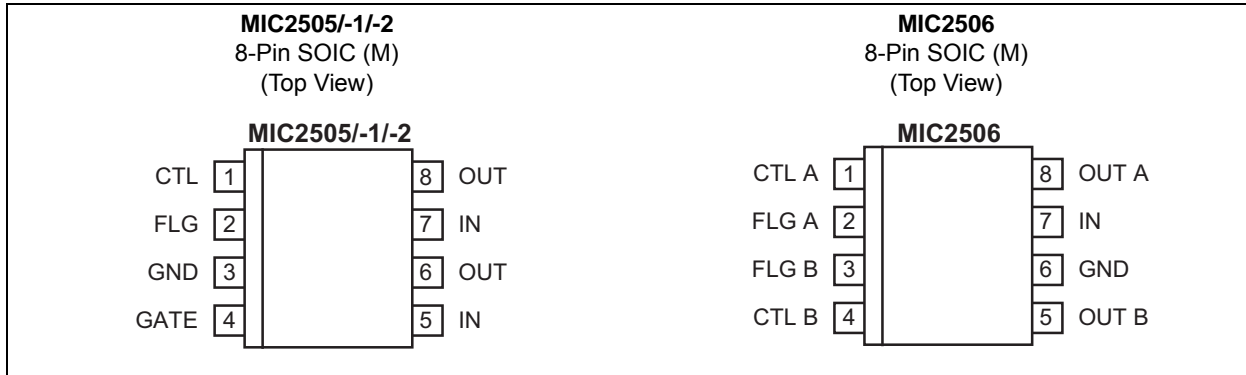 MIC2505/-1/-2
8-Pin SOIC (M)
(Top View)
MIC2505/-1/-2
CTL 1 8 OUT
FLG 2 7 IN
GND 3 6 OUT
GATE 4 5 IN
MIC2506
8-Pin SOIC (M)
(Top View)
MIC2506
CTL A 1 8 OUT A
FLG A 2 7 IN
FLG B 3 6 GND
CTL B 4 5 OUT B